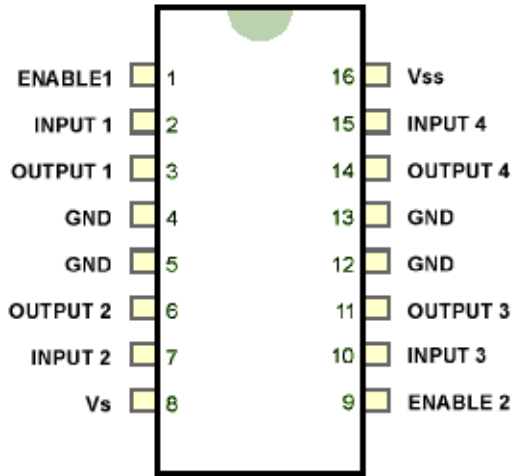 ENABLE1 1 16 Vss
INPUT 1 2 15 INPUT 4
OUTPUT 1 3 14 OUTPUT 4
GND 4 13 GND
GND 5 12 GND
OUTPUT 2 6 11 OUTPUT 3
INPUT 2 7 10 INPUT 3
Vs 8 9 ENABLE 2